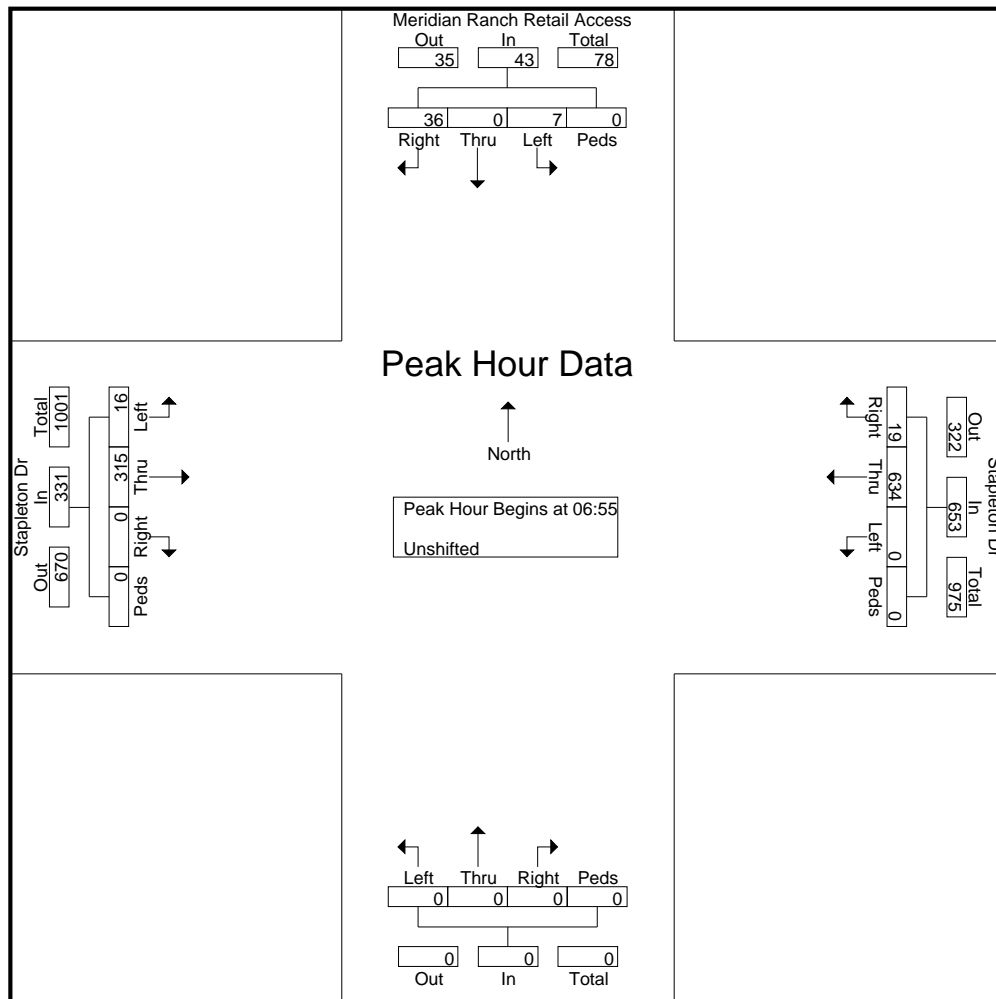 Meridian Ranch Retail Access
Out In Total
35 43 78
36 0 7 0
Right Thru Left Peds
Peak Hour Data
North
Peak Hour Begins at 06:55
Unshifted
Stapleton Dr
Out In Total
670 331 1001
0 0 315 16
Peds Right Thru Left
Stapleton Dr
Out In Total
322 653 975
19 634 0 0
Right Thru Left Peds
Left Thru Right Peds
0 0 0 0
0 0 0
Out In Total